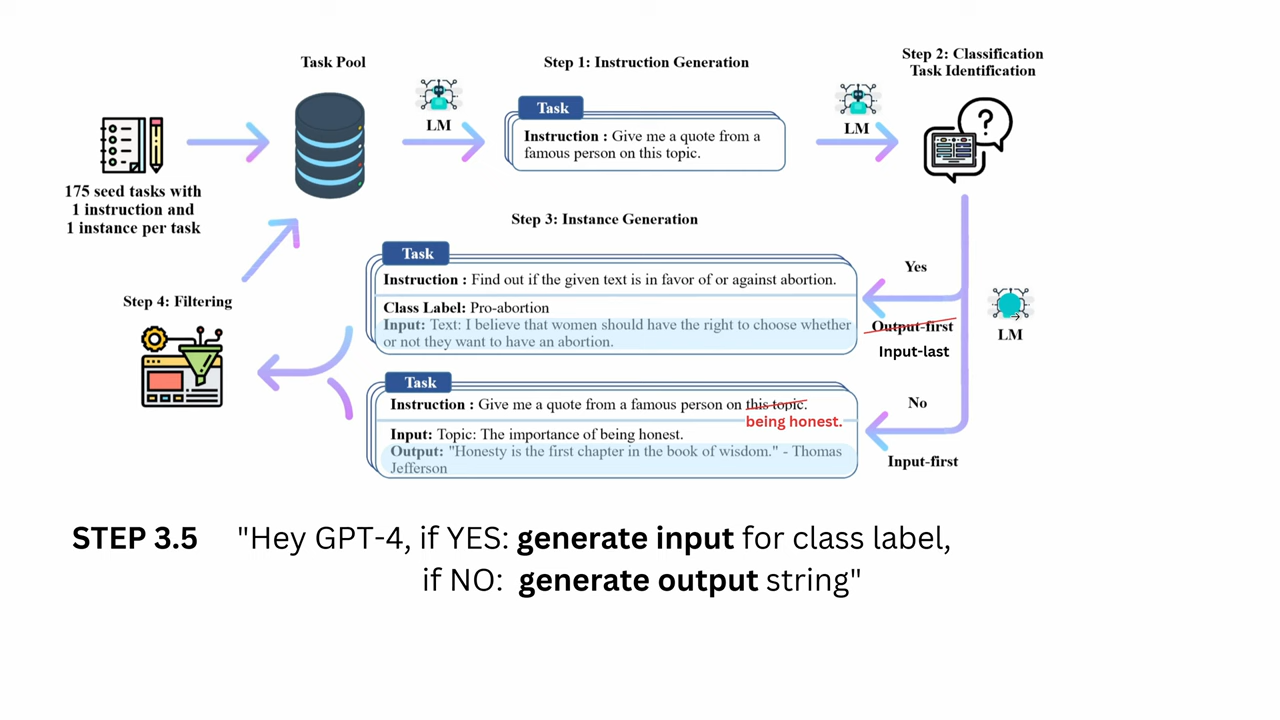 Task Pool
Step 1: Instruction Generation
Step 2: Classification
Task Identification
LM
LM
Task
Instruction : Give me a quote from a
famous person on this topic.
?
175 seed tasks with
1 instruction and
1 instance per task
Step 3: Instance Generation
Task
Instruction : Find out if the given text is in favor of or against abortion.
Class Label: Pro-abortion
Input: Text: I believe that women should have the right to choose whether
or not they want to have an abortion.
Yes
Output-first
Input-last
LM
Step 4: Filtering
Task
Instruction : Give me a quote from a famous person on this topic.
being honest.
Input: Topic: The importance of being honest.
Output: "Honesty is the first chapter in the book of wisdom." - Thomas
Jefferson
No
Input-first
STEP 3.5 "Hey GPT-4, if YES: generate input for class label,
if NO: generate output string"